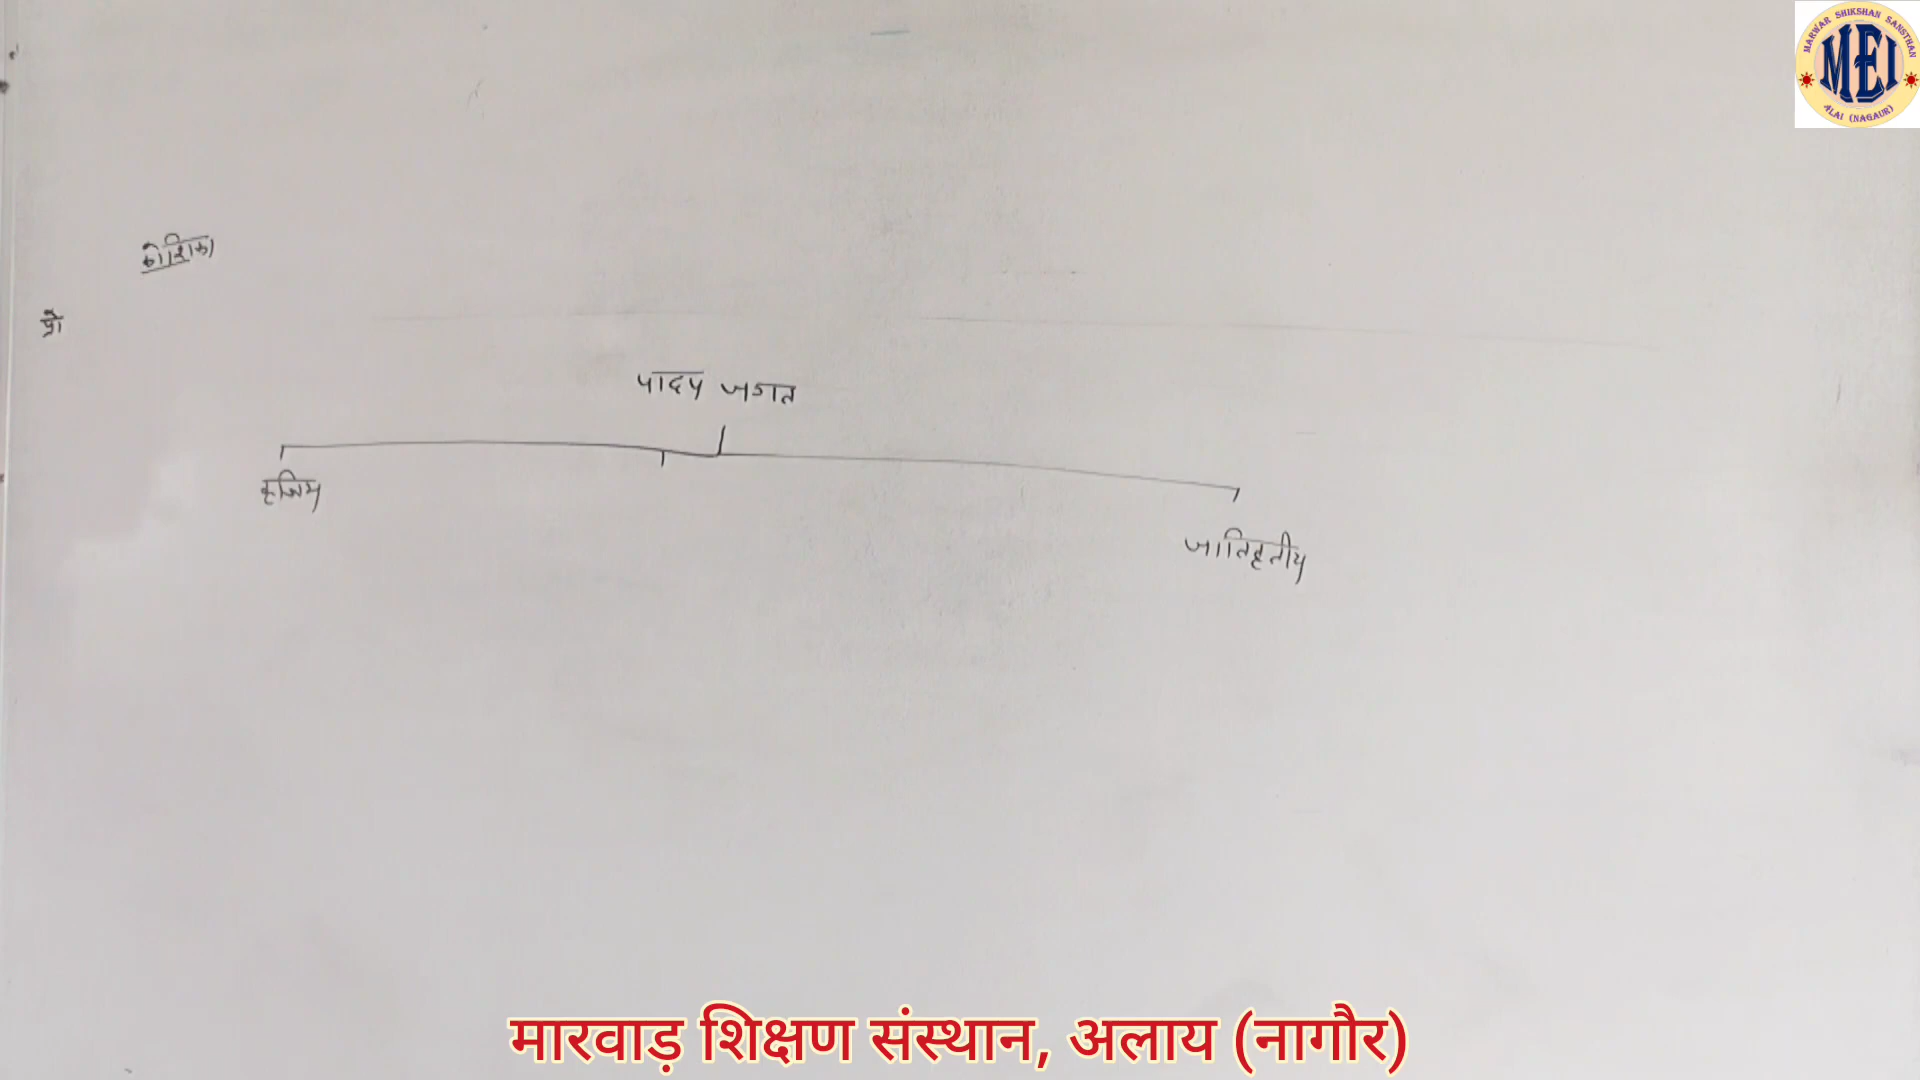 MARWAR SHIKSHAN SANSTHAN
MEI
ALAI (NAGAUR)
कोशिका
प्रो
पादप जगत
कृत्रिम
जातिवृतीय
मारवाड़ शिक्षण संस्थान, अलाय (नागौर)